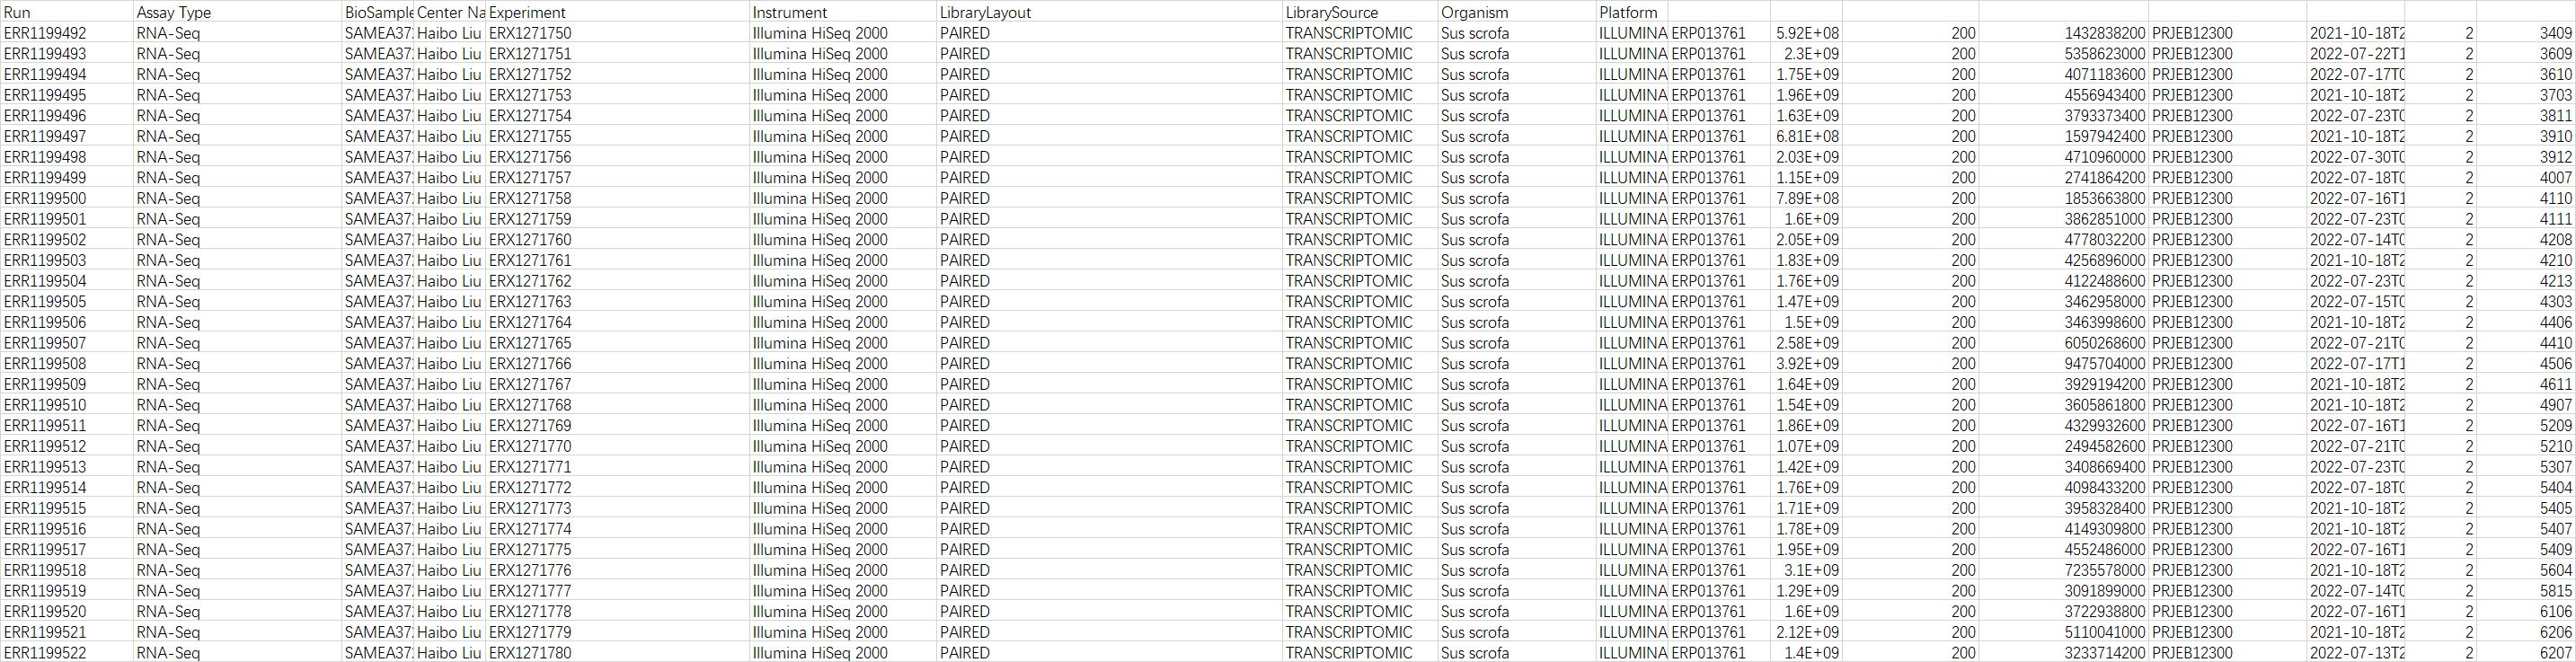 Run Assay Type BioSample Center Na Experiment Instrument LibraryLayout LibrarySource Organism Platform
ERR1199492 RNA-Seq SAMEA37 Haibo Liu ERX1271750 Illumina HiSeq 2000 PAIRED TRANSCRIPTOMIC Sus scrofa ILLUMINA ERP013761 5.92E+08 200 1432838200 PRJEB12300 2021-10-18T2 2 3409
ERR1199493 RNA-Seq SAMEA37 Haibo Liu ERX1271751 Illumina HiSeq 2000 PAIRED TRANSCRIPTOMIC Sus scrofa ILLUMINA ERP013761 2.3E+09 200 5358623000 PRJEB12300 2022-07-22T1 2 3609
ERR1199494 RNA-Seq SAMEA37 Haibo Liu ERX1271752 Illumina HiSeq 2000 PAIRED TRANSCRIPTOMIC Sus scrofa ILLUMINA ERP013761 1.75E+09 200 4071183600 PRJEB12300 2022-07-17T0 2 3610
ERR1199495 RNA-Seq SAMEA37 Haibo Liu ERX1271753 Illumina HiSeq 2000 PAIRED TRANSCRIPTOMIC Sus scrofa ILLUMINA ERP013761 1.96E+09 200 4556943400 PRJEB12300 2021-10-18T2 2 3703
ERR1199496 RNA-Seq SAMEA37 Haibo Liu ERX1271754 Illumina HiSeq 2000 PAIRED TRANSCRIPTOMIC Sus scrofa ILLUMINA ERP013761 1.63E+09 200 3793373400 PRJEB12300 2022-07-23T0 2 3811
ERR1199497 RNA-Seq SAMEA37 Haibo Liu ERX1271755 Illumina HiSeq 2000 PAIRED TRANSCRIPTOMIC Sus scrofa ILLUMINA ERP013761 6.81E+08 200 1597942400 PRJEB12300 2021-10-18T2 2 3910
ERR1199498 RNA-Seq SAMEA37 Haibo Liu ERX1271756 Illumina HiSeq 2000 PAIRED TRANSCRIPTOMIC Sus scrofa ILLUMINA ERP013761 2.03E+09 200 4710960000 PRJEB12300 2022-07-30T0 2 3912
ERR1199499 RNA-Seq SAMEA37 Haibo Liu ERX1271757 Illumina HiSeq 2000 PAIRED TRANSCRIPTOMIC Sus scrofa ILLUMINA ERP013761 1.15E+09 200 2741864200 PRJEB12300 2022-07-18T0 2 4007
ERR1199500 RNA-Seq SAMEA37 Haibo Liu ERX1271758 Illumina HiSeq 2000 PAIRED TRANSCRIPTOMIC Sus scrofa ILLUMINA ERP013761 7.89E+08 200 1853663800 PRJEB12300 2022-07-16T1 2 4110
ERR1199501 RNA-Seq SAMEA37 Haibo Liu ERX1271759 Illumina HiSeq 2000 PAIRED TRANSCRIPTOMIC Sus scrofa ILLUMINA ERP013761 1.6E+09 200 3862851000 PRJEB12300 2022-07-23T0 2 4111
ERR1199502 RNA-Seq SAMEA37 Haibo Liu ERX1271760 Illumina HiSeq 2000 PAIRED TRANSCRIPTOMIC Sus scrofa ILLUMINA ERP013761 2.05E+09 200 4778032200 PRJEB12300 2022-07-14T0 2 4208
ERR1199503 RNA-Seq SAMEA37 Haibo Liu ERX1271761 Illumina HiSeq 2000 PAIRED TRANSCRIPTOMIC Sus scrofa ILLUMINA ERP013761 1.83E+09 200 4256896000 PRJEB12300 2021-10-18T2 2 4210
ERR1199504 RNA-Seq SAMEA37 Haibo Liu ERX1271762 Illumina HiSeq 2000 PAIRED TRANSCRIPTOMIC Sus scrofa ILLUMINA ERP013761 1.76E+09 200 4122488600 PRJEB12300 2022-07-23T0 2 4213
ERR1199505 RNA-Seq SAMEA37 Haibo Liu ERX1271763 Illumina HiSeq 2000 PAIRED TRANSCRIPTOMIC Sus scrofa ILLUMINA ERP013761 1.47E+09 200 3462958000 PRJEB12300 2022-07-15T0 2 4303
ERR1199506 RNA-Seq SAMEA37 Haibo Liu ERX1271764 Illumina HiSeq 2000 PAIRED TRANSCRIPTOMIC Sus scrofa ILLUMINA ERP013761 1.5E+09 200 3463998600 PRJEB12300 2021-10-18T2 2 4406
ERR1199507 RNA-Seq SAMEA37 Haibo Liu ERX1271765 Illumina HiSeq 2000 PAIRED TRANSCRIPTOMIC Sus scrofa ILLUMINA ERP013761 2.58E+09 200 6050268600 PRJEB12300 2022-07-21T0 2 4410
ERR1199508 RNA-Seq SAMEA37 Haibo Liu ERX1271766 Illumina HiSeq 2000 PAIRED TRANSCRIPTOMIC Sus scrofa ILLUMINA ERP013761 3.92E+09 200 9475704000 PRJEB12300 2022-07-17T1 2 4506
ERR1199509 RNA-Seq SAMEA37 Haibo Liu ERX1271767 Illumina HiSeq 2000 PAIRED TRANSCRIPTOMIC Sus scrofa ILLUMINA ERP013761 1.64E+09 200 3929194200 PRJEB12300 2021-10-18T2 2 4611
ERR1199510 RNA-Seq SAMEA37 Haibo Liu ERX1271768 Illumina HiSeq 2000 PAIRED TRANSCRIPTOMIC Sus scrofa ILLUMINA ERP013761 1.54E+09 200 3605861800 PRJEB12300 2021-10-18T2 2 4907
ERR1199511 RNA-Seq SAMEA37 Haibo Liu ERX1271769 Illumina HiSeq 2000 PAIRED TRANSCRIPTOMIC Sus scrofa ILLUMINA ERP013761 1.86E+09 200 4329932600 PRJEB12300 2022-07-16T1 2 5209
ERR1199512 RNA-Seq SAMEA37 Haibo Liu ERX1271770 Illumina HiSeq 2000 PAIRED TRANSCRIPTOMIC Sus scrofa ILLUMINA ERP013761 1.07E+09 200 2494582600 PRJEB12300 2022-07-21T0 2 5210
ERR1199513 RNA-Seq SAMEA37 Haibo Liu ERX1271771 Illumina HiSeq 2000 PAIRED TRANSCRIPTOMIC Sus scrofa ILLUMINA ERP013761 1.42E+09 200 3408669400 PRJEB12300 2022-07-23T0 2 5307
ERR1199514 RNA-Seq SAMEA37 Haibo Liu ERX1271772 Illumina HiSeq 2000 PAIRED TRANSCRIPTOMIC Sus scrofa ILLUMINA ERP013761 1.76E+09 200 4098433200 PRJEB12300 2022-07-18T0 2 5404
ERR1199515 RNA-Seq SAMEA37 Haibo Liu ERX1271773 Illumina HiSeq 2000 PAIRED TRANSCRIPTOMIC Sus scrofa ILLUMINA ERP013761 1.71E+09 200 3958328400 PRJEB12300 2021-10-18T2 2 5405
ERR1199516 RNA-Seq SAMEA37 Haibo Liu ERX1271774 Illumina HiSeq 2000 PAIRED TRANSCRIPTOMIC Sus scrofa ILLUMINA ERP013761 1.78E+09 200 4149309800 PRJEB12300 2021-10-18T2 2 5407
ERR1199517 RNA-Seq SAMEA37 Haibo Liu ERX1271775 Illumina HiSeq 2000 PAIRED TRANSCRIPTOMIC Sus scrofa ILLUMINA ERP013761 1.95E+09 200 4552486000 PRJEB12300 2022-07-16T1 2 5409
ERR1199518 RNA-Seq SAMEA37 Haibo Liu ERX1271776 Illumina HiSeq 2000 PAIRED TRANSCRIPTOMIC Sus scrofa ILLUMINA ERP013761 3.1E+09 200 7235578000 PRJEB12300 2021-10-18T2 2 5604
ERR1199519 RNA-Seq SAMEA37 Haibo Liu ERX1271777 Illumina HiSeq 2000 PAIRED TRANSCRIPTOMIC Sus scrofa ILLUMINA ERP013761 1.29E+09 200 3091899000 PRJEB12300 2022-07-14T0 2 5815
ERR1199520 RNA-Seq SAMEA37 Haibo Liu ERX1271778 Illumina HiSeq 2000 PAIRED TRANSCRIPTOMIC Sus scrofa ILLUMINA ERP013761 1.6E+09 200 3722938800 PRJEB12300 2022-07-16T1 2 6106
ERR1199521 RNA-Seq SAMEA37 Haibo Liu ERX1271779 Illumina HiSeq 2000 PAIRED TRANSCRIPTOMIC Sus scrofa ILLUMINA ERP013761 2.12E+09 200 5110041000 PRJEB12300 2021-10-18T2 2 6206
ERR1199522 RNA-Seq SAMEA37 Haibo Liu ERX1271780 Illumina HiSeq 2000 PAIRED TRANSCRIPTOMIC Sus scrofa ILLUMINA ERP013761 1.4E+09 200 3233714200 PRJEB12300 2022-07-13T2 2 6207